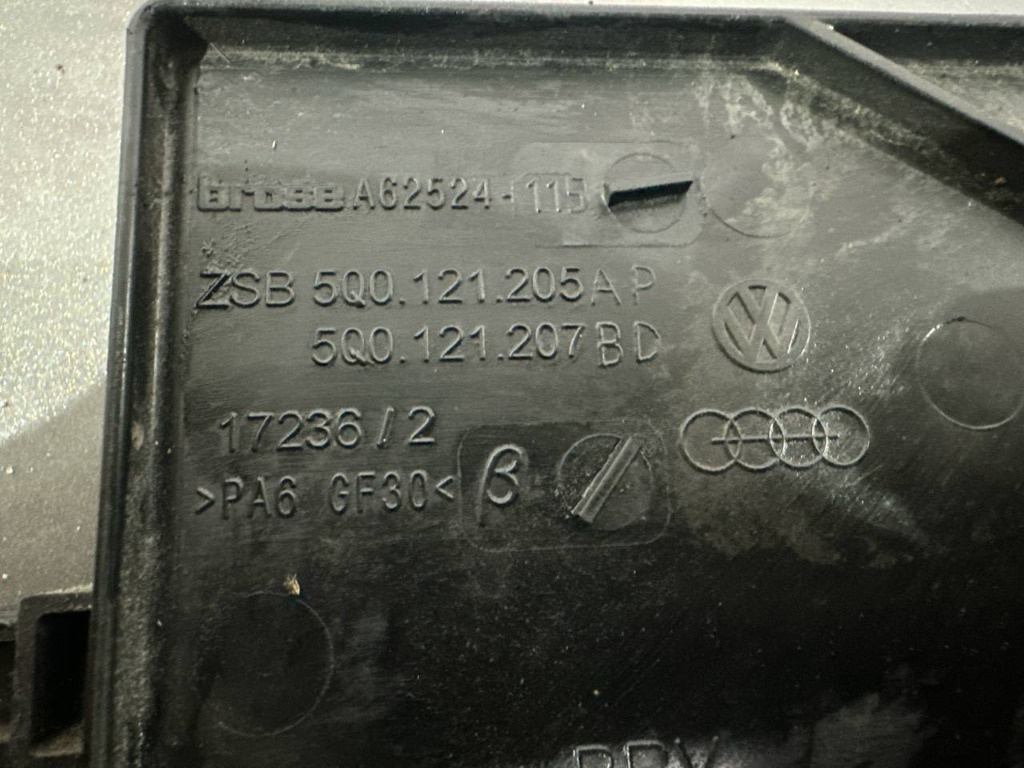 brose A62524-115
ZSB 5Q0.121.205AP
5Q0.121.207BD
17236/2
>PA6 GF30< β